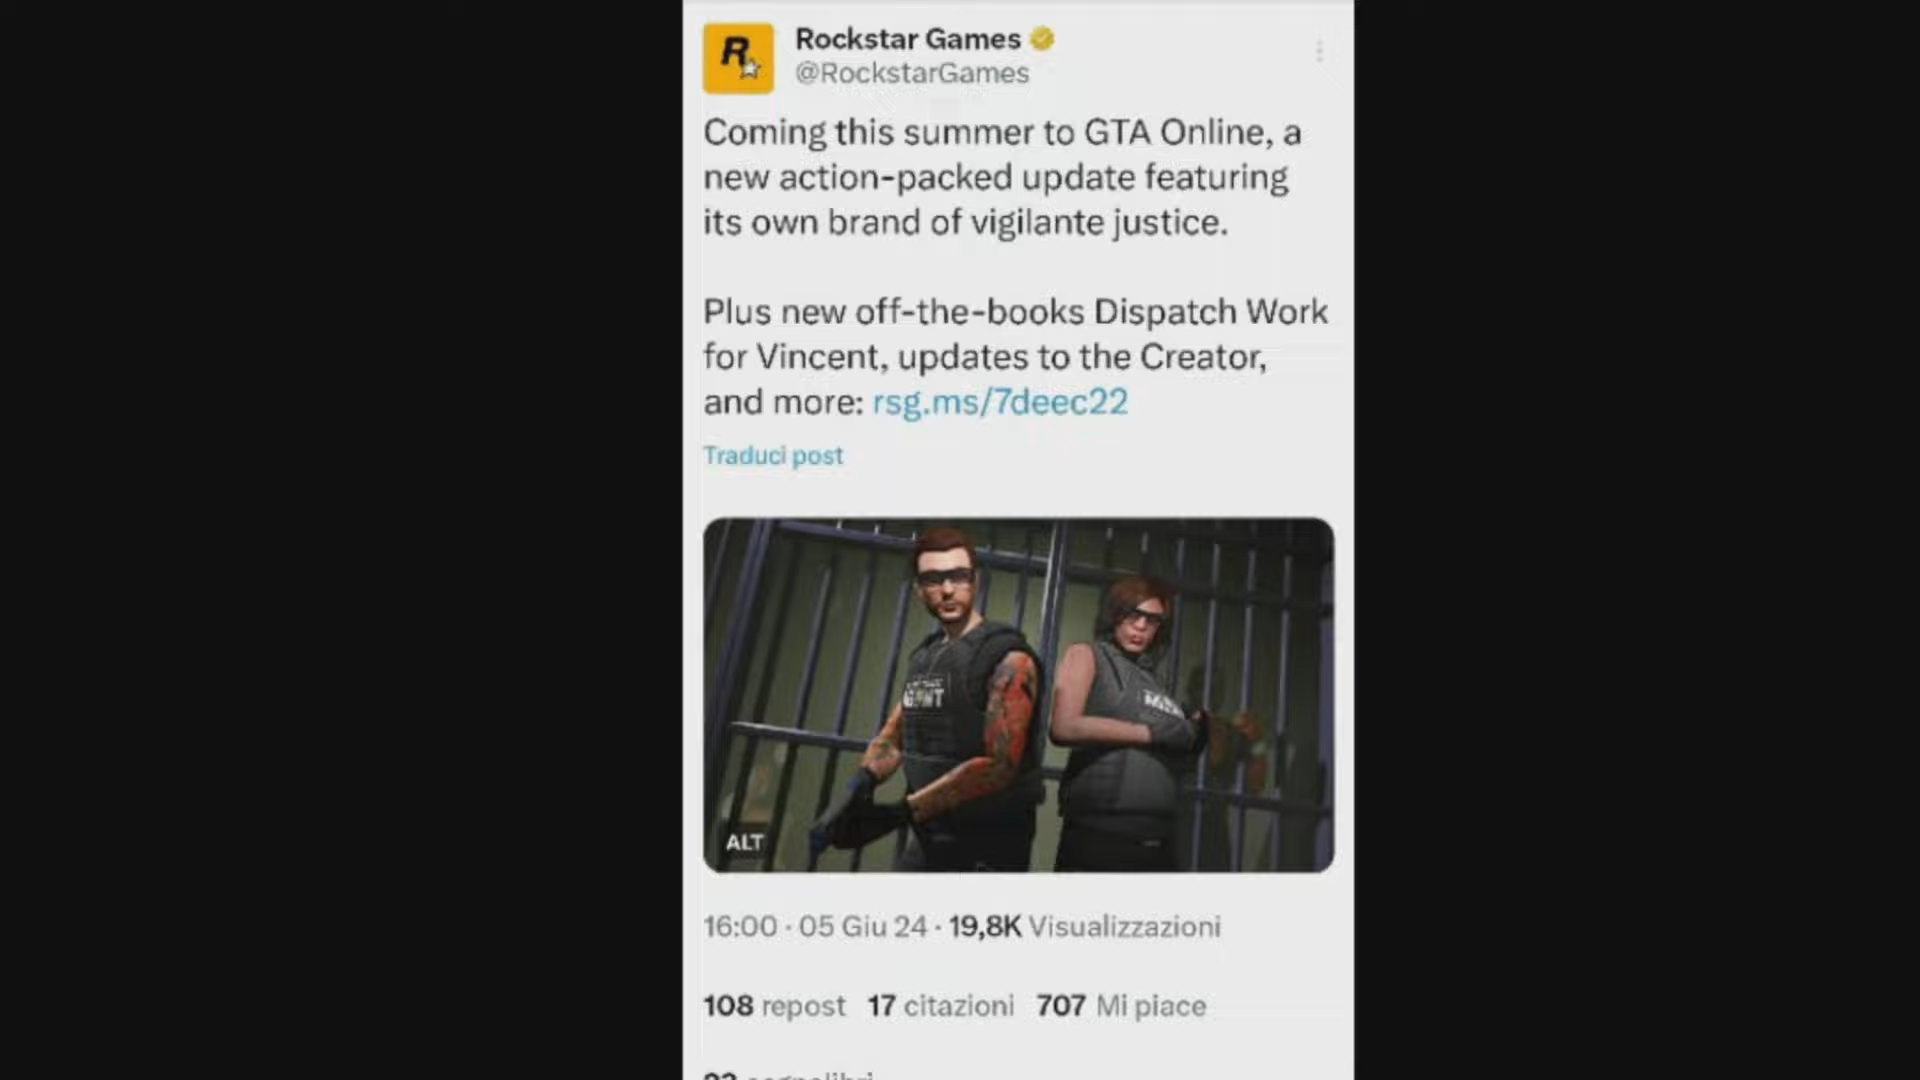 Rockstar Games
@RockstarGames
Coming this summer to GTA Online, a
new action-packed update featuring
its own brand of vigilante justice.
Plus new off-the-books Dispatch Work
for Vincent, updates to the Creator,
and more: rsg.ms/7deec22
Traduci post
AGENT
ALT
16:00 · 05 Giu 24 · 19,8K Visualizzazioni
108 repost 17 citazioni 707 Mi piace